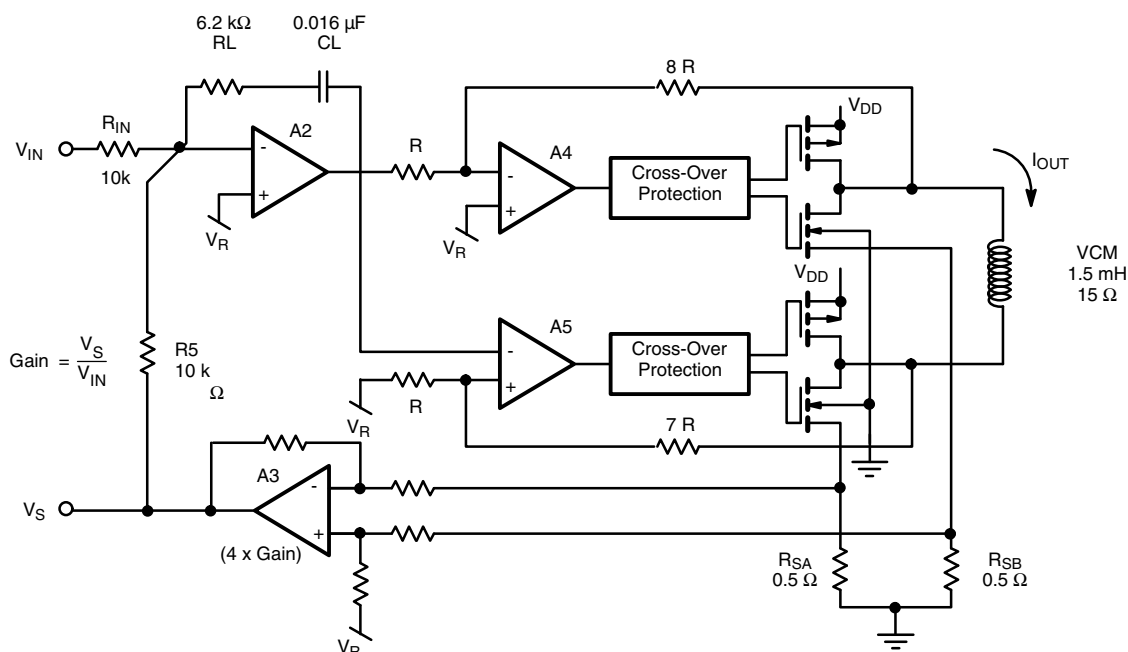 6.2 kΩ
RL
0.016 µF
CL
8 R
VDD
RIN
VIN
10k
A2
-
+
VR
R
A4
-
+
VR
Cross-Over
Protection
IOUT
VCM
1.5 mH
15 Ω
VDD
Gain = VS
VIN
R5
10 k
Ω
A5
-
+
R
VR
Cross-Over
Protection
7 R
A3
-
+
(4 x Gain)
VS
VR
RSA
0.5 Ω
RSB
0.5 Ω